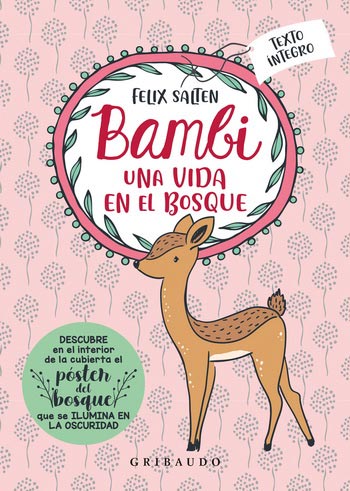 TEXTO
ÍNTEGRO
FELIX SALTEN
Bambi
UNA VIDA
EN EL BOSQUE
DESCUBRE
en el interior
de la cubierta el
póster
del
bosque
que se ILUMINA EN
LA OSCURIDAD
GRIBAUDO